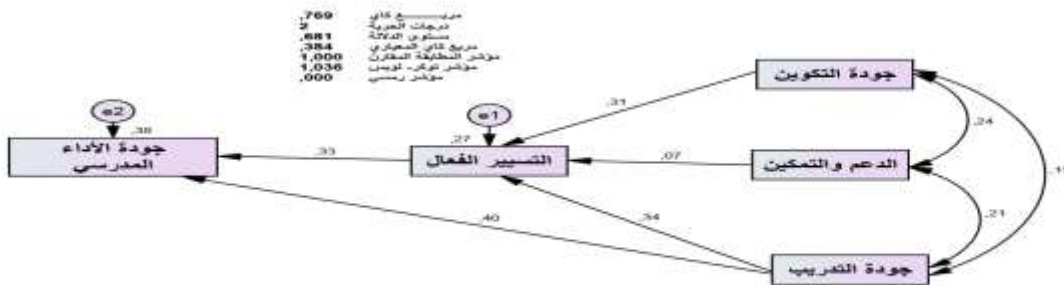 مربع كاي ,769
درجات الحرية 2
مستوى الدلالة ,681
مربع كاي المعياري ,384
مؤشر المطابقة المقارن 1,000
مؤشر توكر- لويس 1,036
مؤشر رمسي ,000
جودة التكوين
e2
e1
,31
,24
,38
,27
جودة الأداء المدرسي
,33
التسيير الفعال
,07
الدعم والتمكين
,21
,40
,34
جودة التدريب